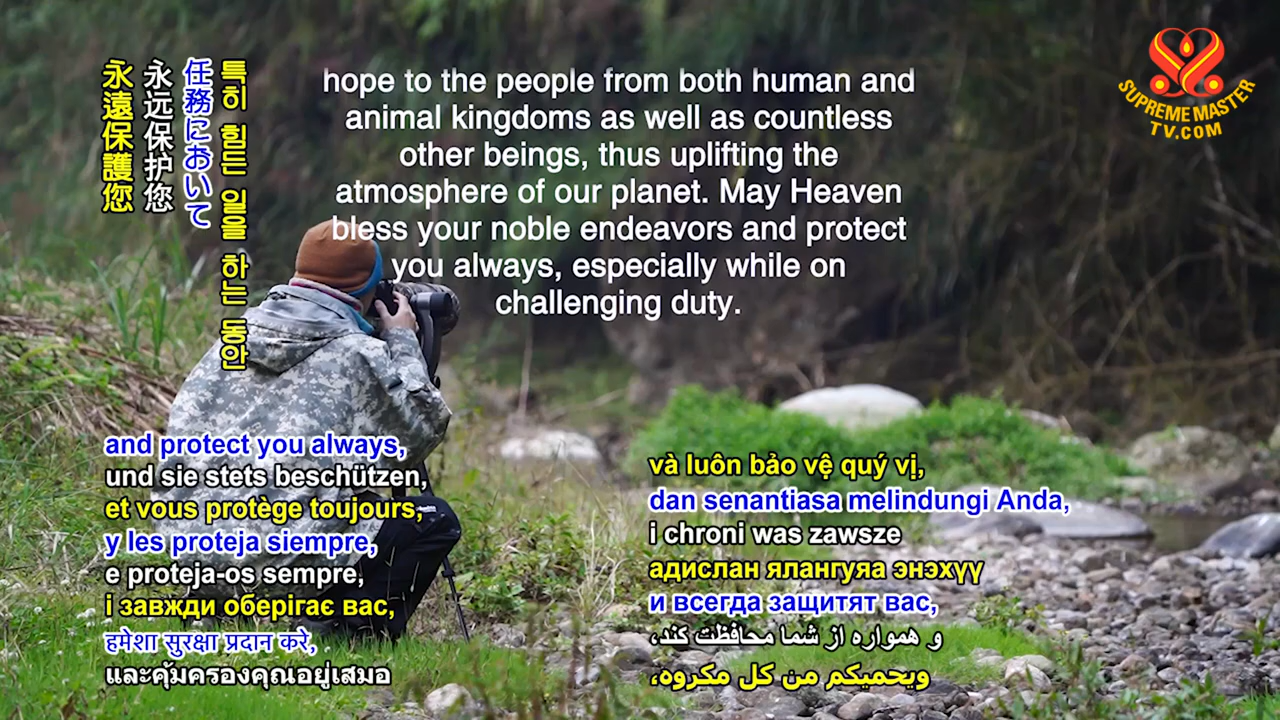 永遠保護您
永远保护您
任務において
특히 힘든 일을 하는 동안
hope to the people from both human and
animal kingdoms as well as countless
other beings, thus uplifting the
atmosphere of our planet. May Heaven
bless your noble endeavors and protect
you always, especially while on
challenging duty.
SUPREME MASTER
TV.COM
and protect you always,
und sie stets beschützen,
et vous protège toujours,
y les proteja siempre,
e proteja-os sempre,
і завжди оберігає вас,
हमेशा सुरक्षा प्रदान करे,
และคุ้มครองคุณอยู่เสมอ
và luôn bảo vệ quý vị,
dan senantiasa melindungi Anda,
i chroni was zawsze
адислан ялангуяа энэхүү
и всегда защитят вас,
و همواره از شما محافظت کند،
ويحميكم من كل مكروه،